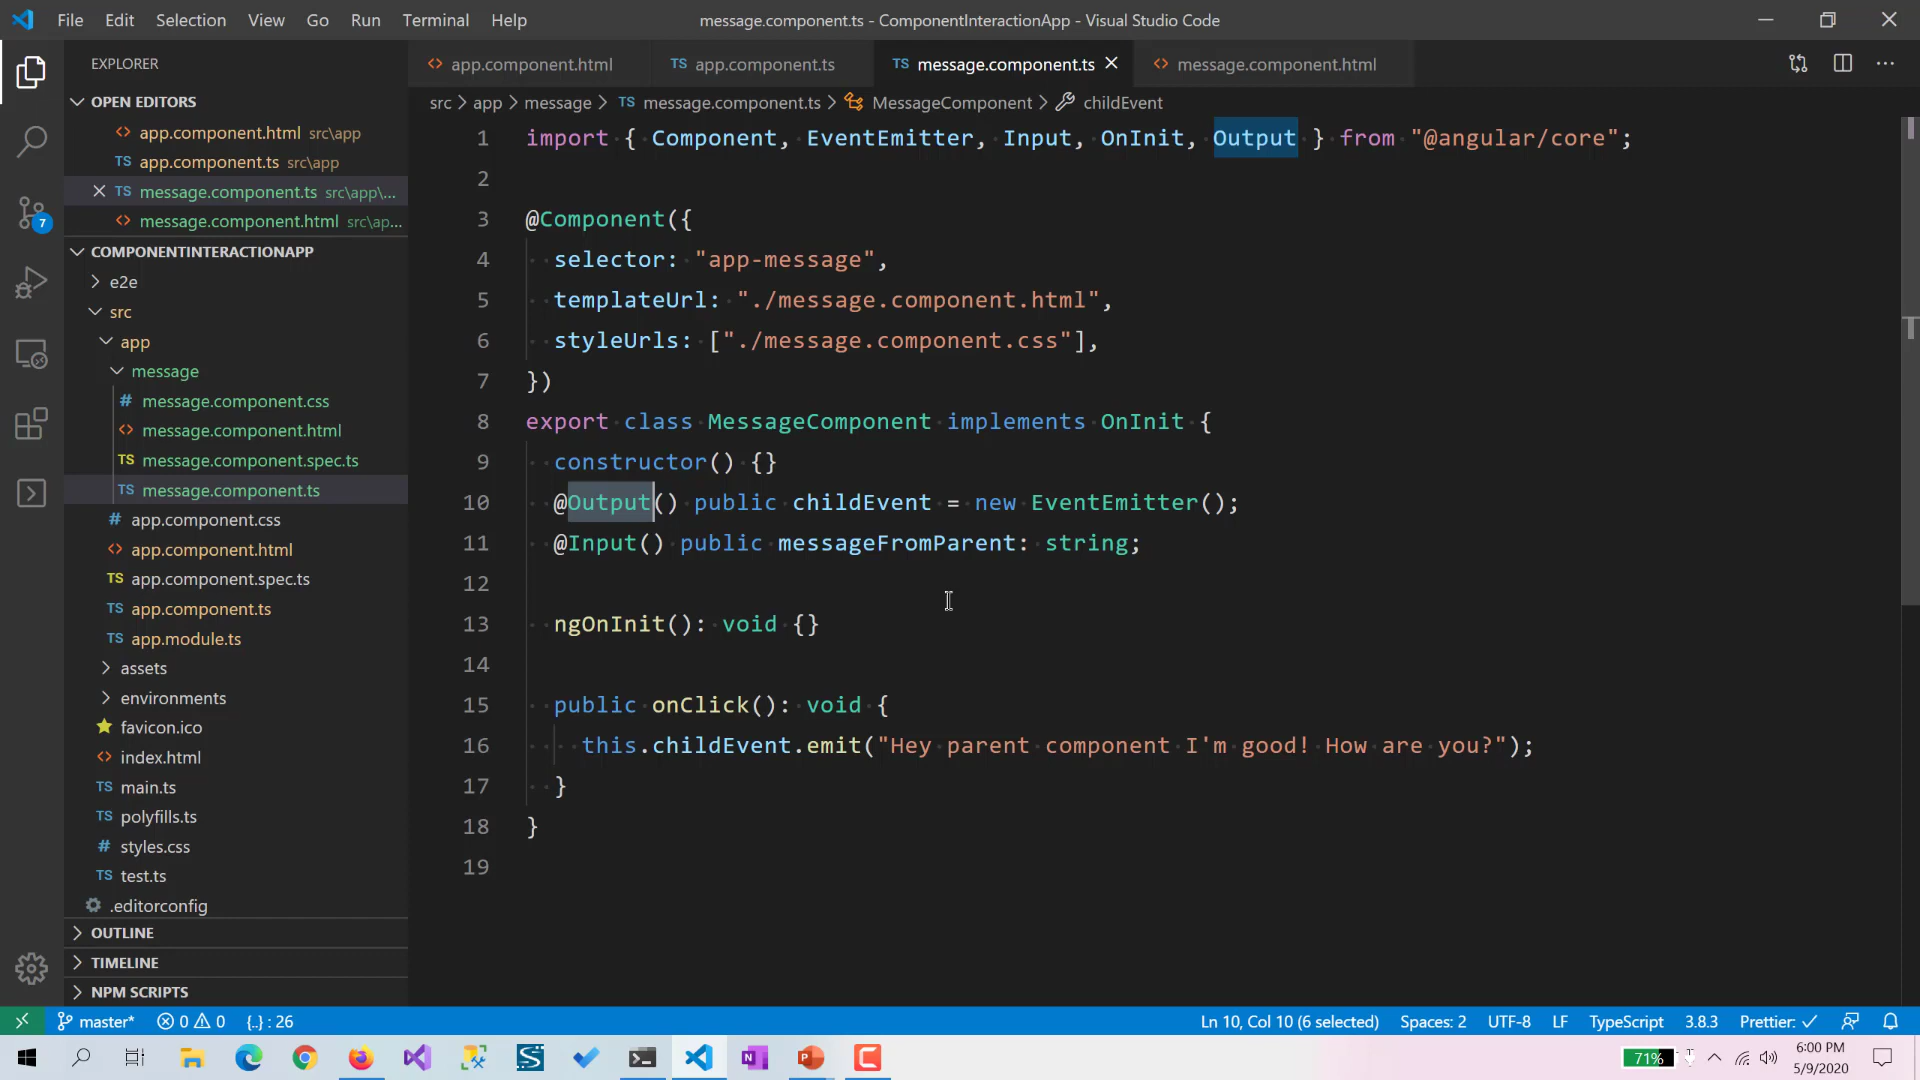 File Edit Selection View Go Run Terminal Help
message.component.ts - ComponentInteractionApp - Visual Studio Code
EXPLORER
OPEN EDITORS
app.component.html src\app
app.component.ts src\app
message.component.ts src\app\...
message.component.html src\ap...
COMPONENTINTERACTIONAPP
e2e
src
app
message
message.component.css
message.component.html
message.component.spec.ts
message.component.ts
app.component.css
app.component.html
app.component.spec.ts
app.component.ts
app.module.ts
assets
environments
favicon.ico
index.html
main.ts
polyfills.ts
styles.css
test.ts
.editorconfig
OUTLINE
TIMELINE
NPM SCRIPTS
7
app.component.html
TS app.component.ts
TS message.component.ts
message.component.html
src > app > message > TS message.component.ts > MessageComponent > childEvent
1 import { Component, EventEmitter, Input, OnInit, Output } from "@angular/core";
2
3 @Component({
4 selector: "app-message",
5 templateUrl: "./message.component.html",
6 styleUrls: ["./message.component.css"],
7 })
8 export class MessageComponent implements OnInit {
9 constructor() {}
10 @Output() public childEvent = new EventEmitter();
11 @Input() public messageFromParent: string;
12
13 ngOnInit(): void {}
14
15 public onClick(): void {
16 this.childEvent.emit("Hey parent component I'm good! How are you?");
17 }
18 }
19
master* 0 0 {..} : 26
Ln 10, Col 10 (6 selected) Spaces: 2 UTF-8 LF TypeScript 3.8.3 Prettier: ✓
71%
6:00 PM
5/9/2020